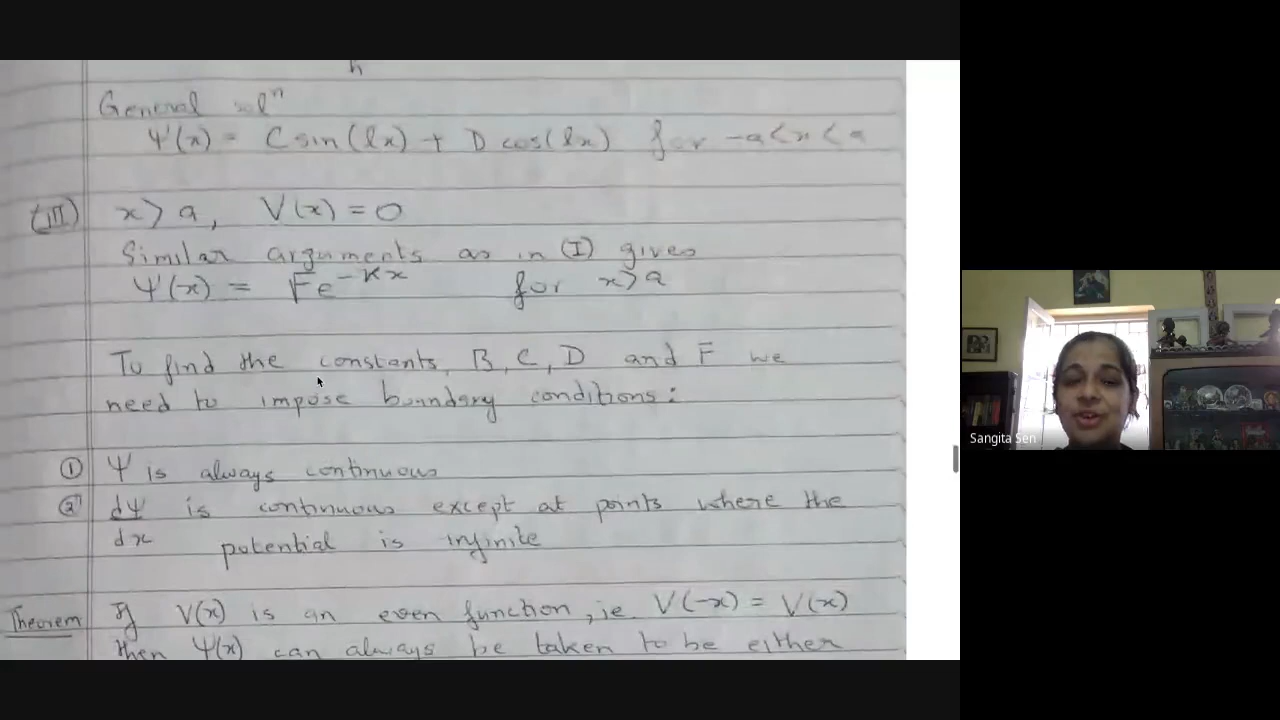 h
General solⁿ
Ψ(x) = C sin(lx) + D cos(lx) for -a<x<a
(III) x> a, V(x) = 0
Similar arguments as in (I) gives
Ψ(x) = Fe^{-Kx} for x>a
To find the constants, B, C, D and F we
need to impose boundary conditions:
① Ψ is always continuous
② dΨ is continuous except at points where the
dx potential is infinite
Theorem If V(x) is an even function, ie. V(-x) = V(x)
then Ψ(x) can always be taken to be either
Sangita Sen